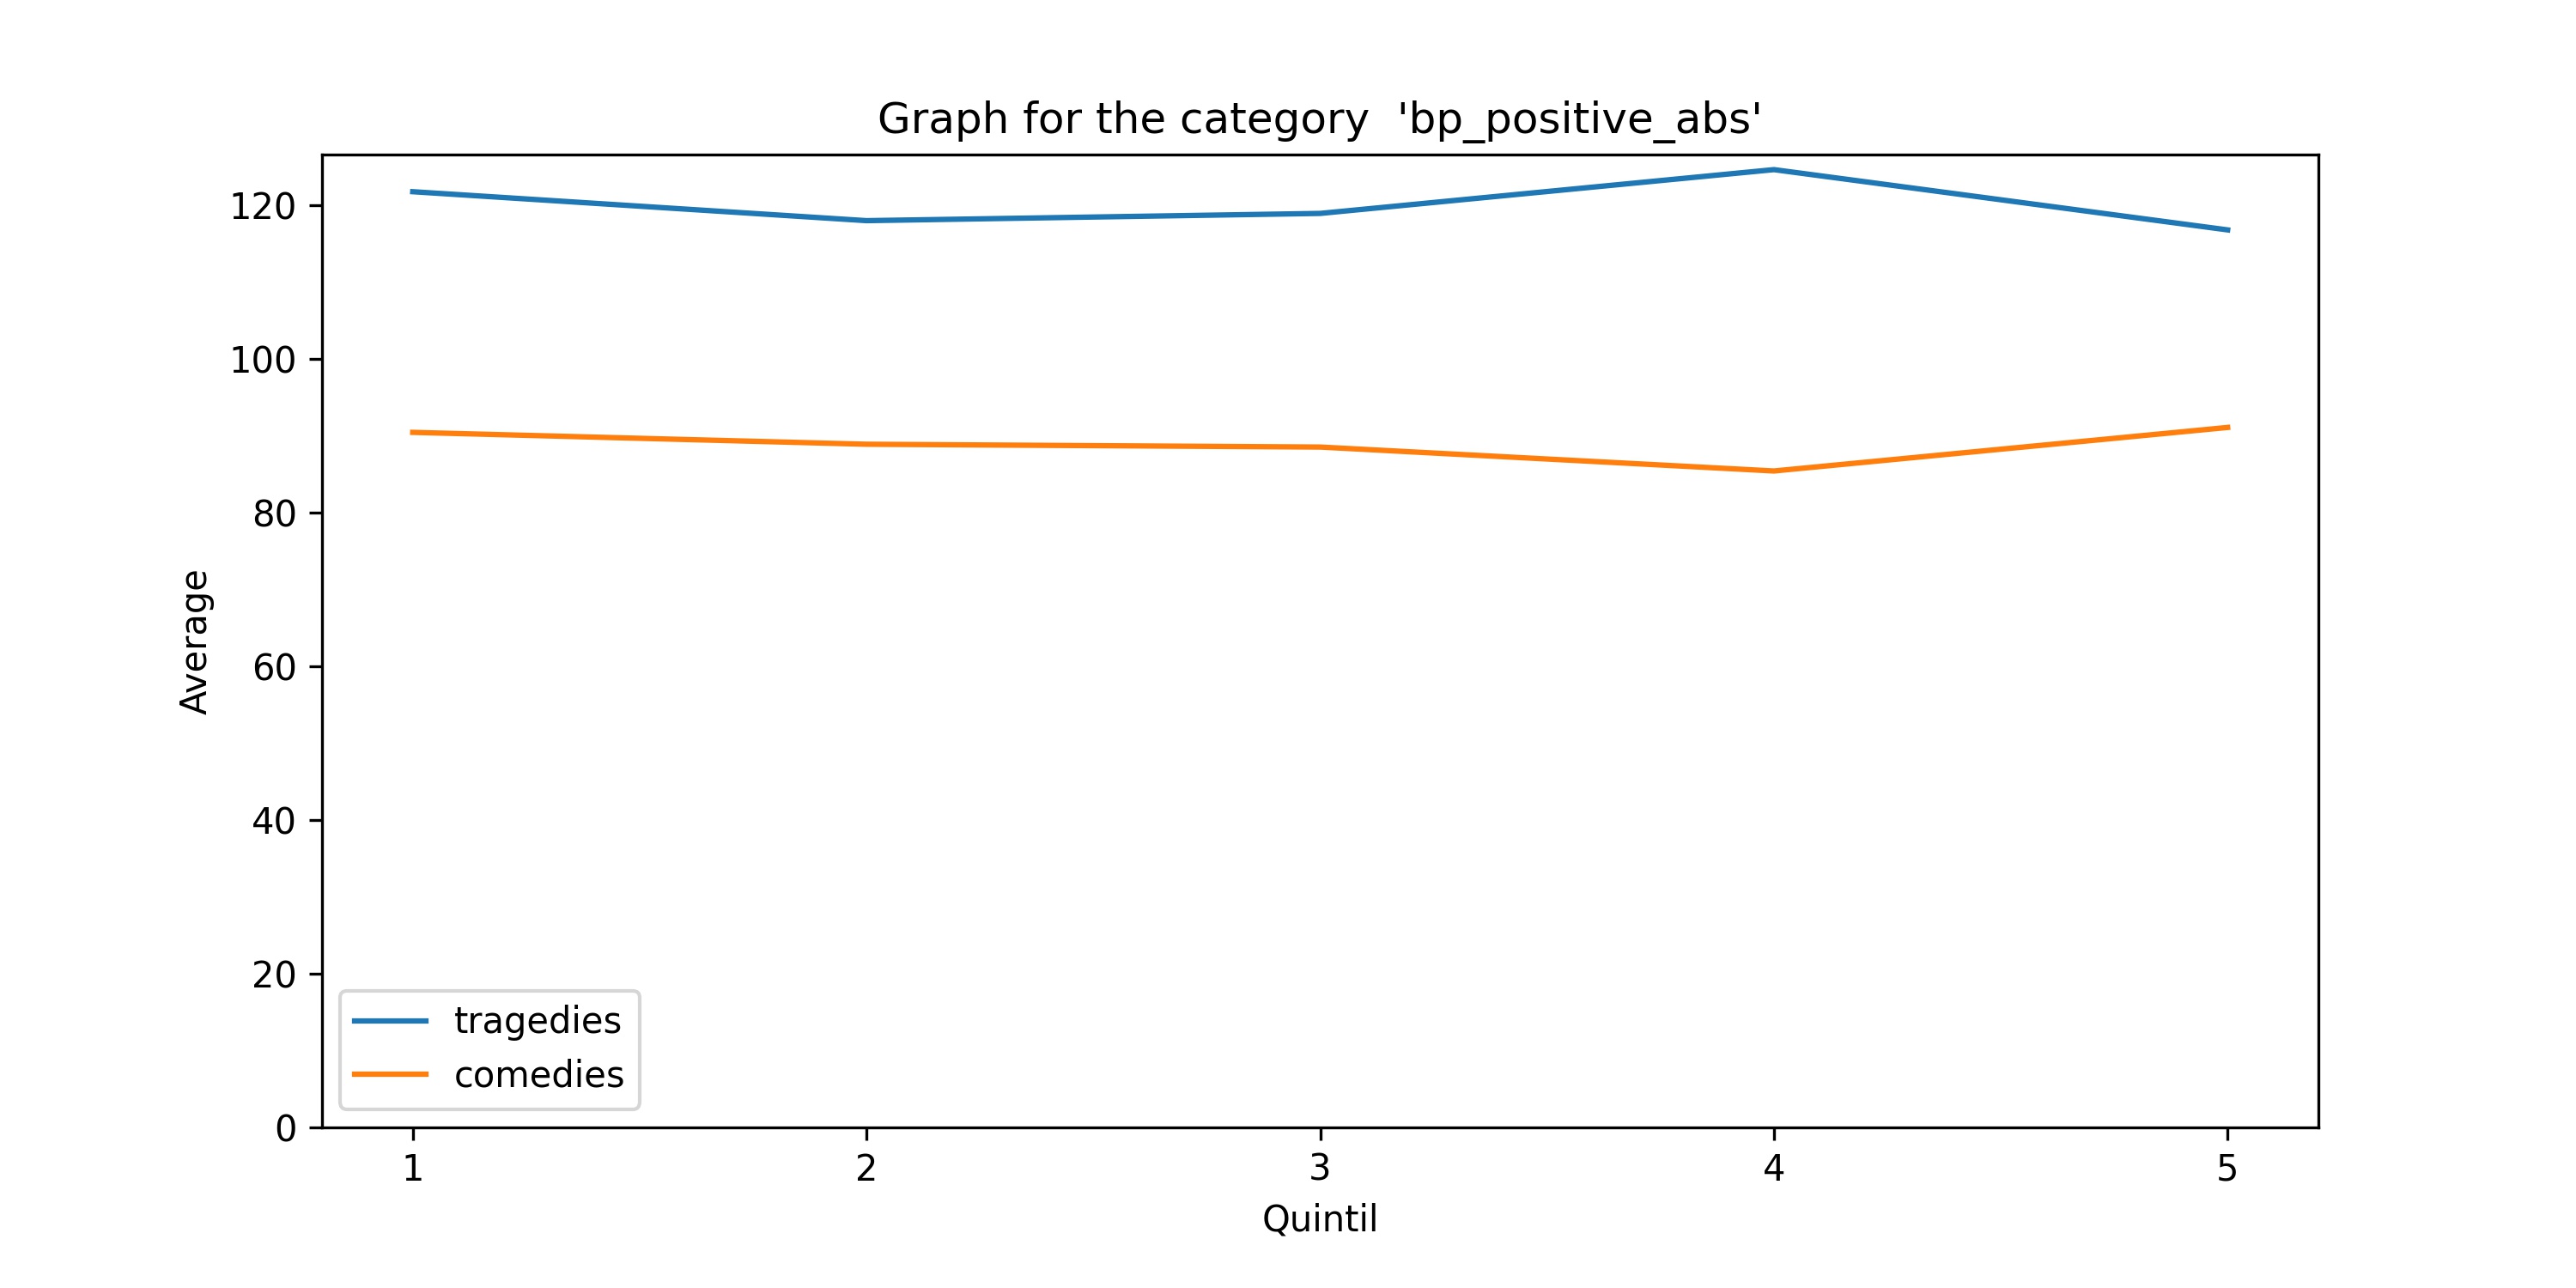 Graph for the category  'bp_positive_abs'
120
100
80
60
40
20
0
Average
tragedies
comedies
1 2 3 4 5
Quintil